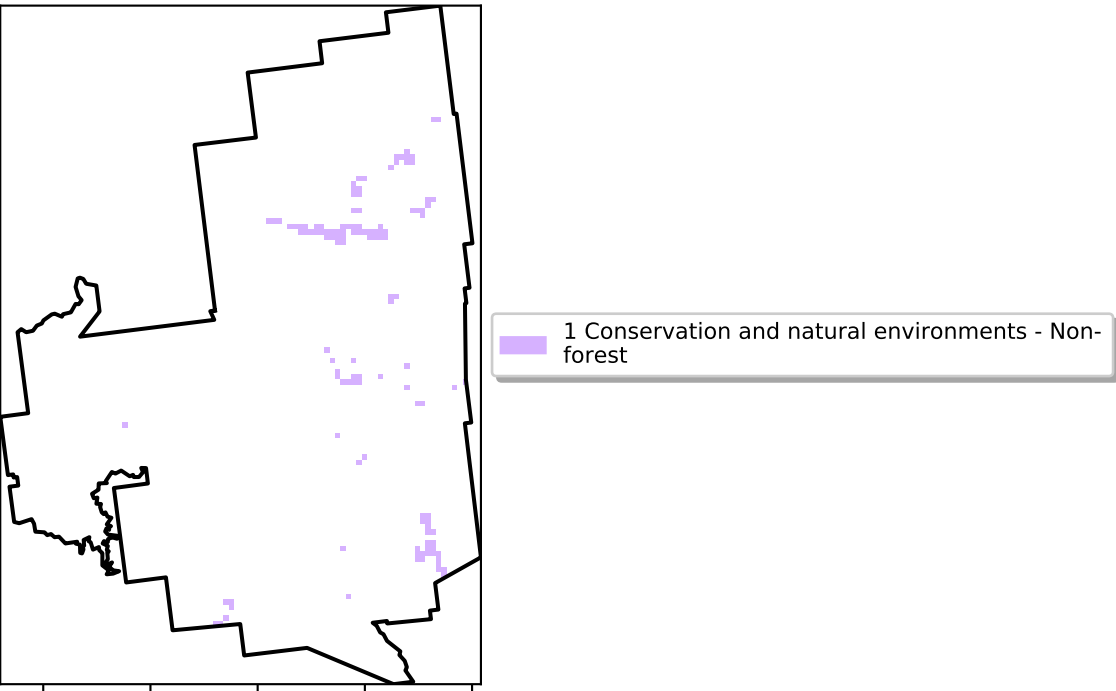 1 Conservation and natural environments - Non-
forest